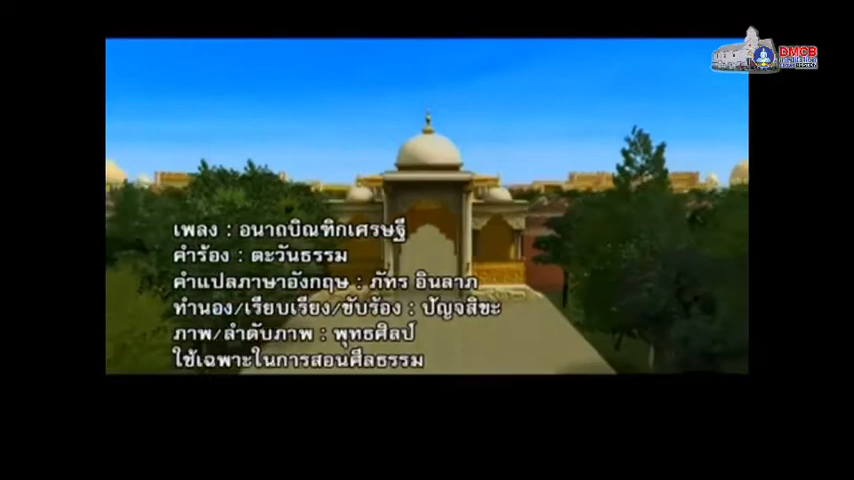 DMCB
เพลง : อนาถบิณฑิกเศรษฐี
คำร้อง : ตะวันธรรม
คำแปลภาษาอังกฤษ : ภัทร อินลาภ
ทำนอง/เรียบเรียง/ขับร้อง : ปัญจสิขะ
ภาพ/ลำดับภาพ : พุทธศิลป์
ใช้เฉพาะในการสอนศีลธรรม